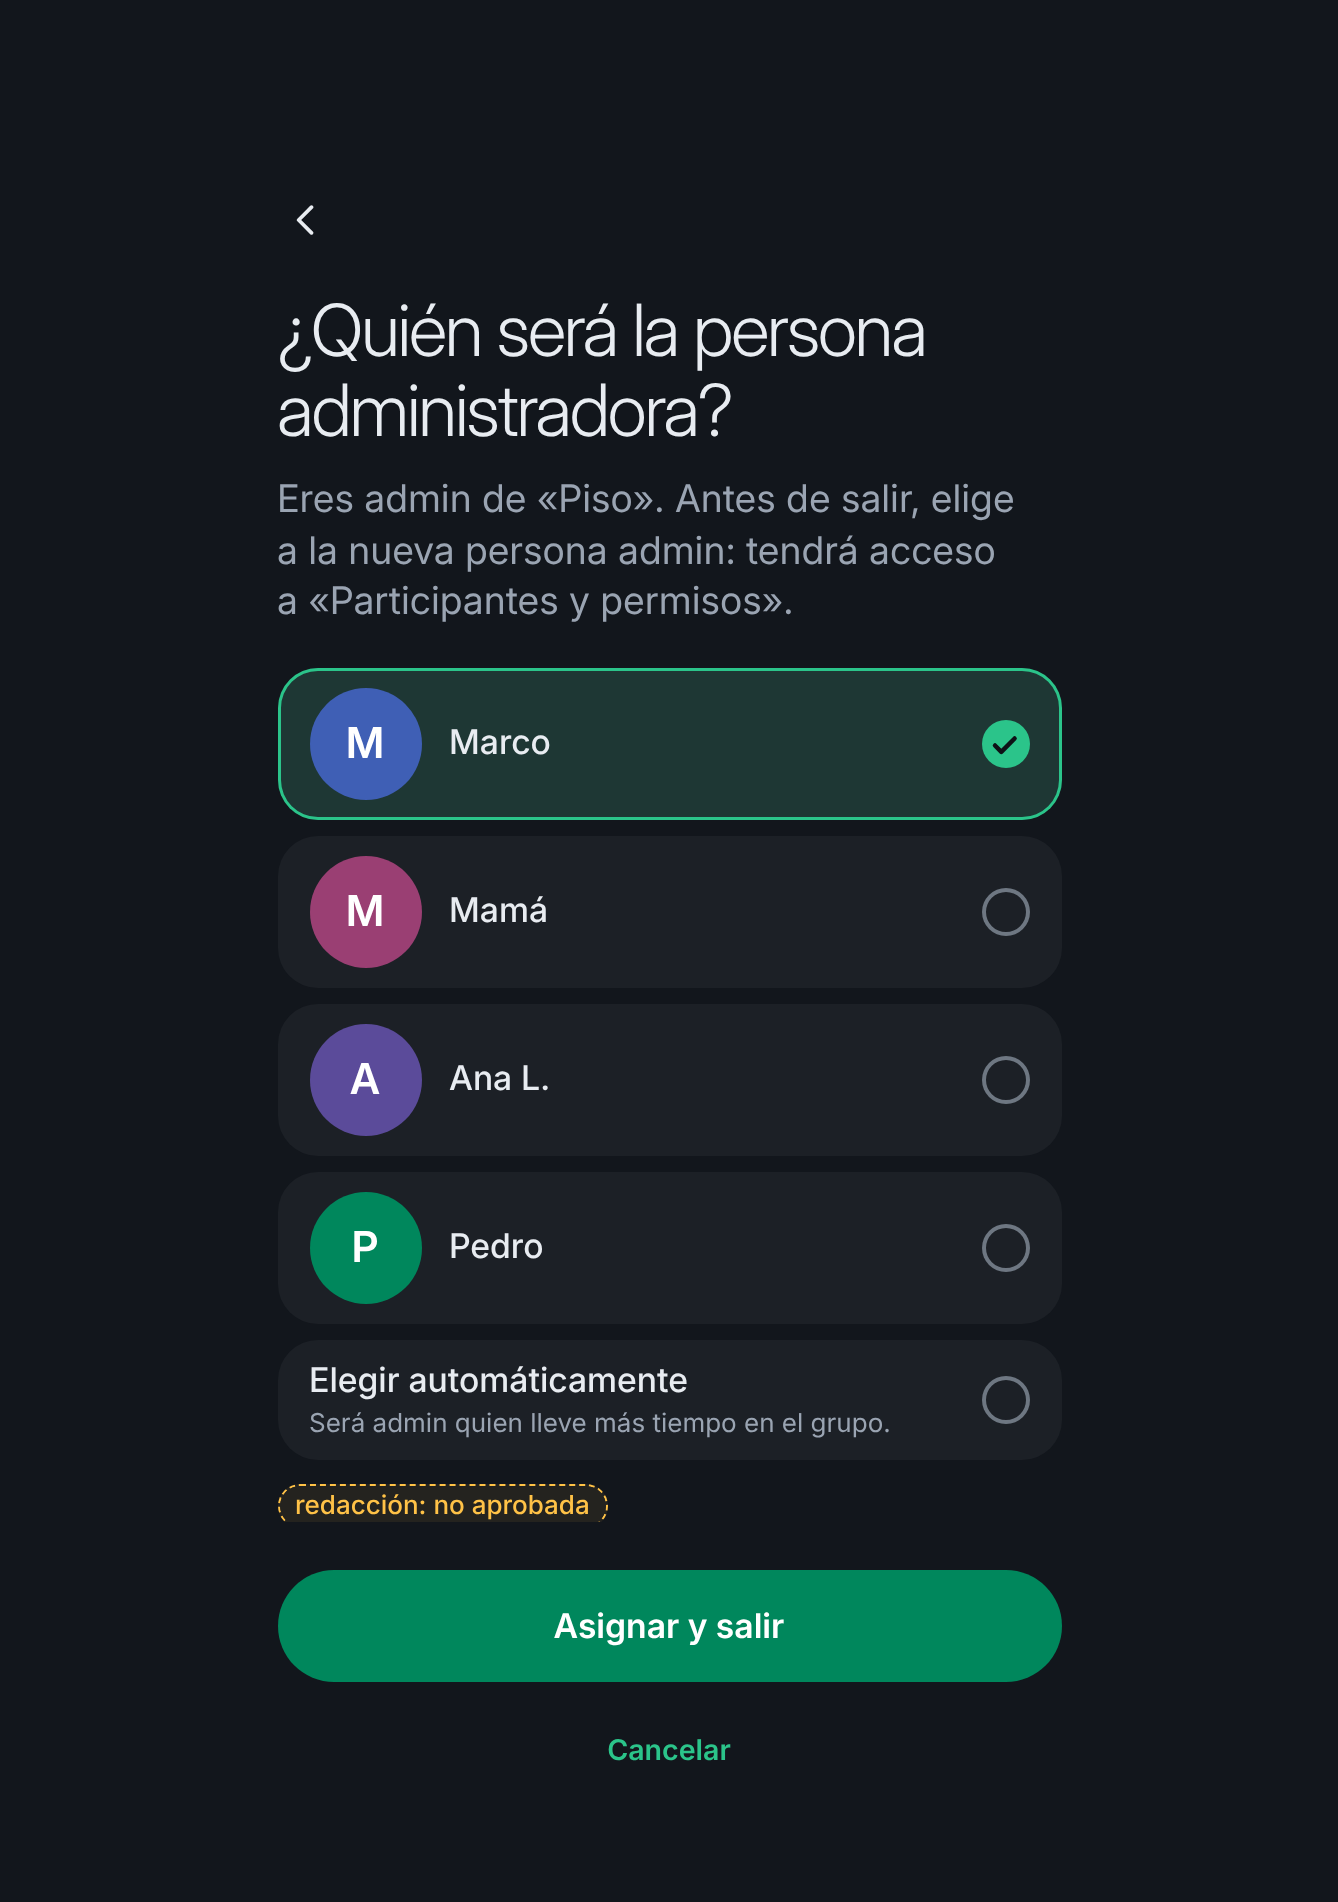 ¿Quién será la persona
administradora?
Eres admin de «Piso». Antes de salir, elige
a la nueva persona admin: tendrá acceso
a «Participantes y permisos».
M Marco
M Mamá
A Ana L.
P Pedro
Elegir automáticamente
Será admin quien lleve más tiempo en el grupo.
redacción: no aprobada
Asignar y salir
Cancelar